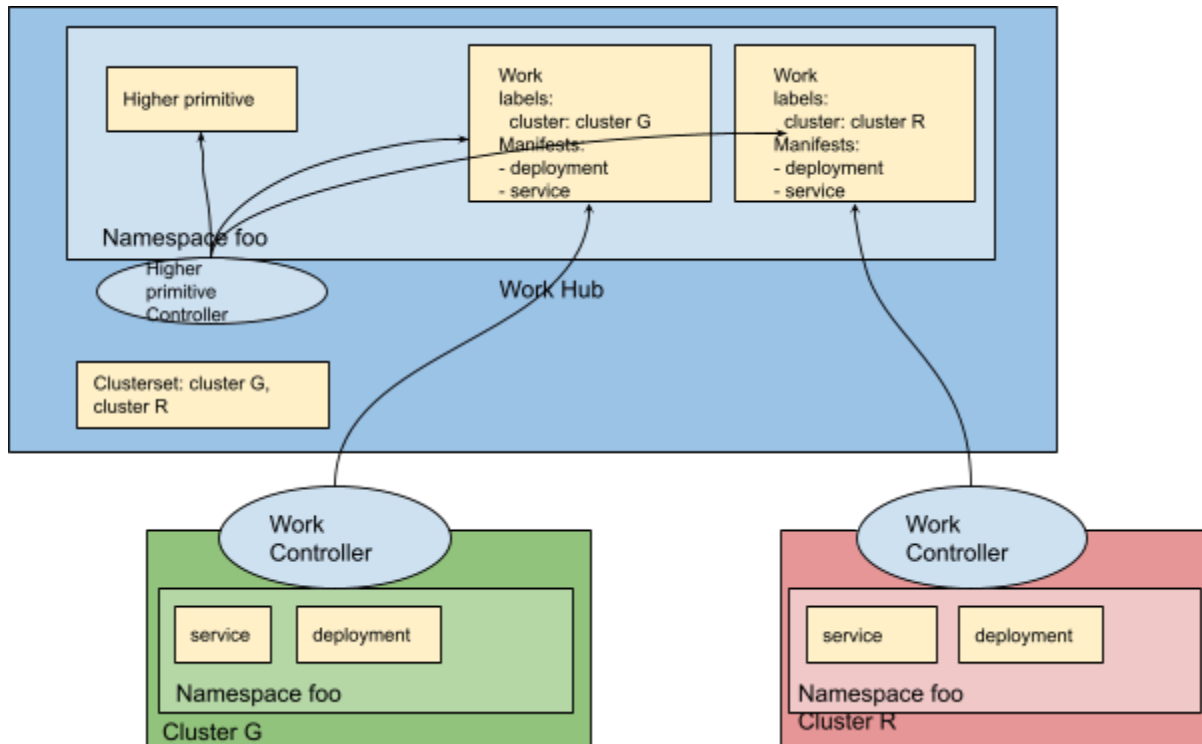 Higher primitive
Work
labels:
cluster: cluster G
Manifests:
- deployment
- service
Work
labels:
cluster: cluster R
Manifests:
- deployment
- service
Namespace foo
Higher
primitive
Controller
Work Hub
Clusterset: cluster G,
cluster R
Work
Controller
service
deployment
Namespace foo
Cluster G
Work
Controller
service
deployment
Namespace foo
Cluster R